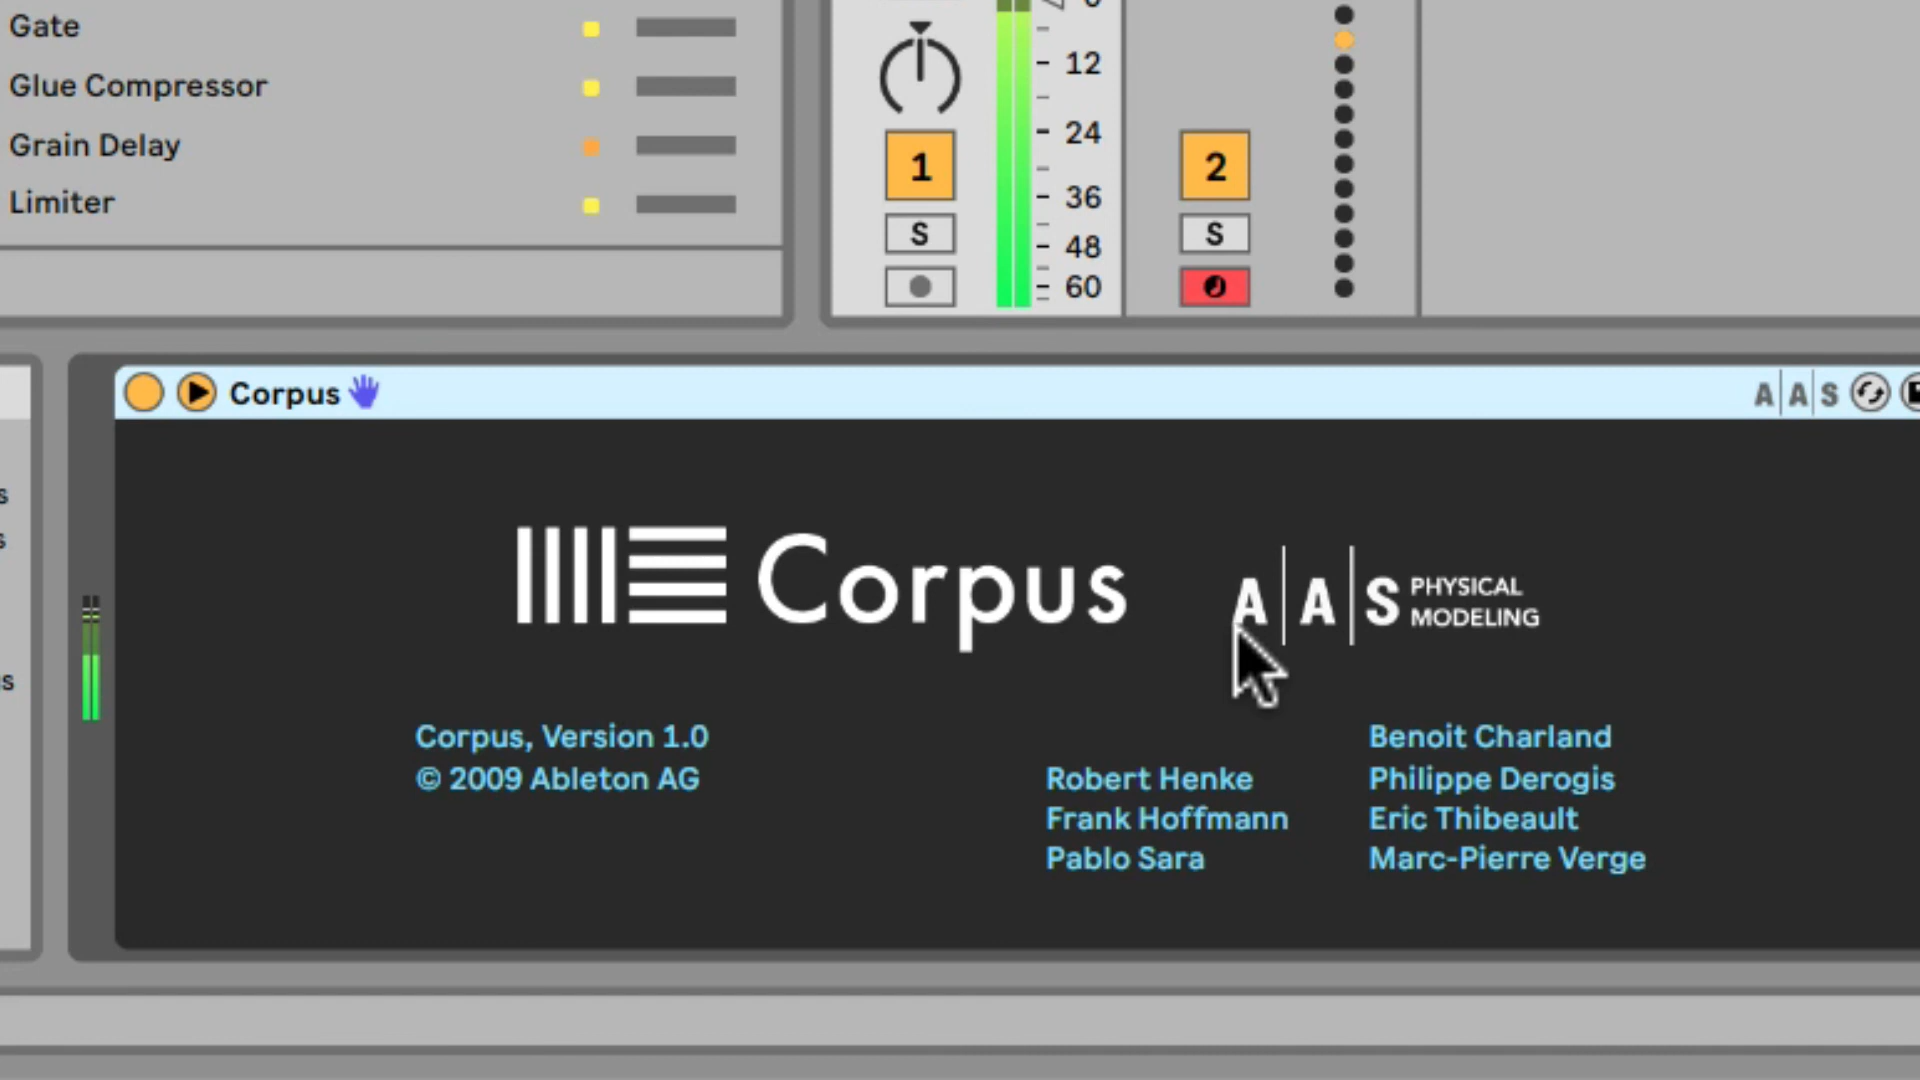 Gate
Glue Compressor
Grain Delay
Limiter
12
24
36
48
60
1
S
2
S
Corpus
A|A|S
Corpus
A|A|S PHYSICAL MODELING
Corpus, Version 1.0
© 2009 Ableton AG
Robert Henke
Frank Hoffmann
Pablo Sara
Benoit Charland
Philippe Derogis
Eric Thibeault
Marc-Pierre Verge